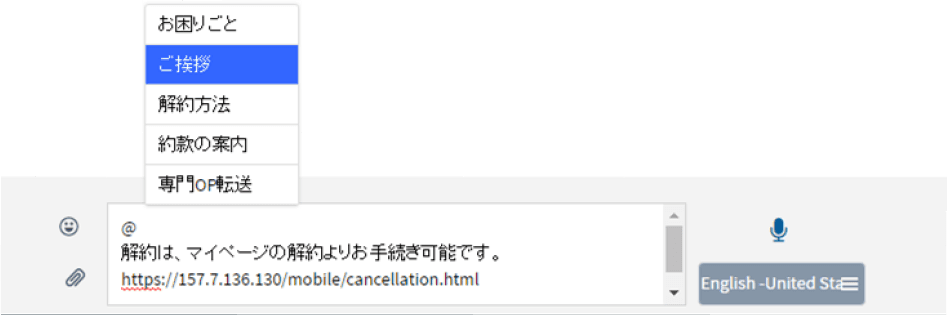 お困りごと
ご挨拶
解約方法
約款の案内
専門OP転送
@
解約は、マイページの解約よりお手続き可能です。
https://157.7.136.130/mobile/cancellation.html
English -United Sta